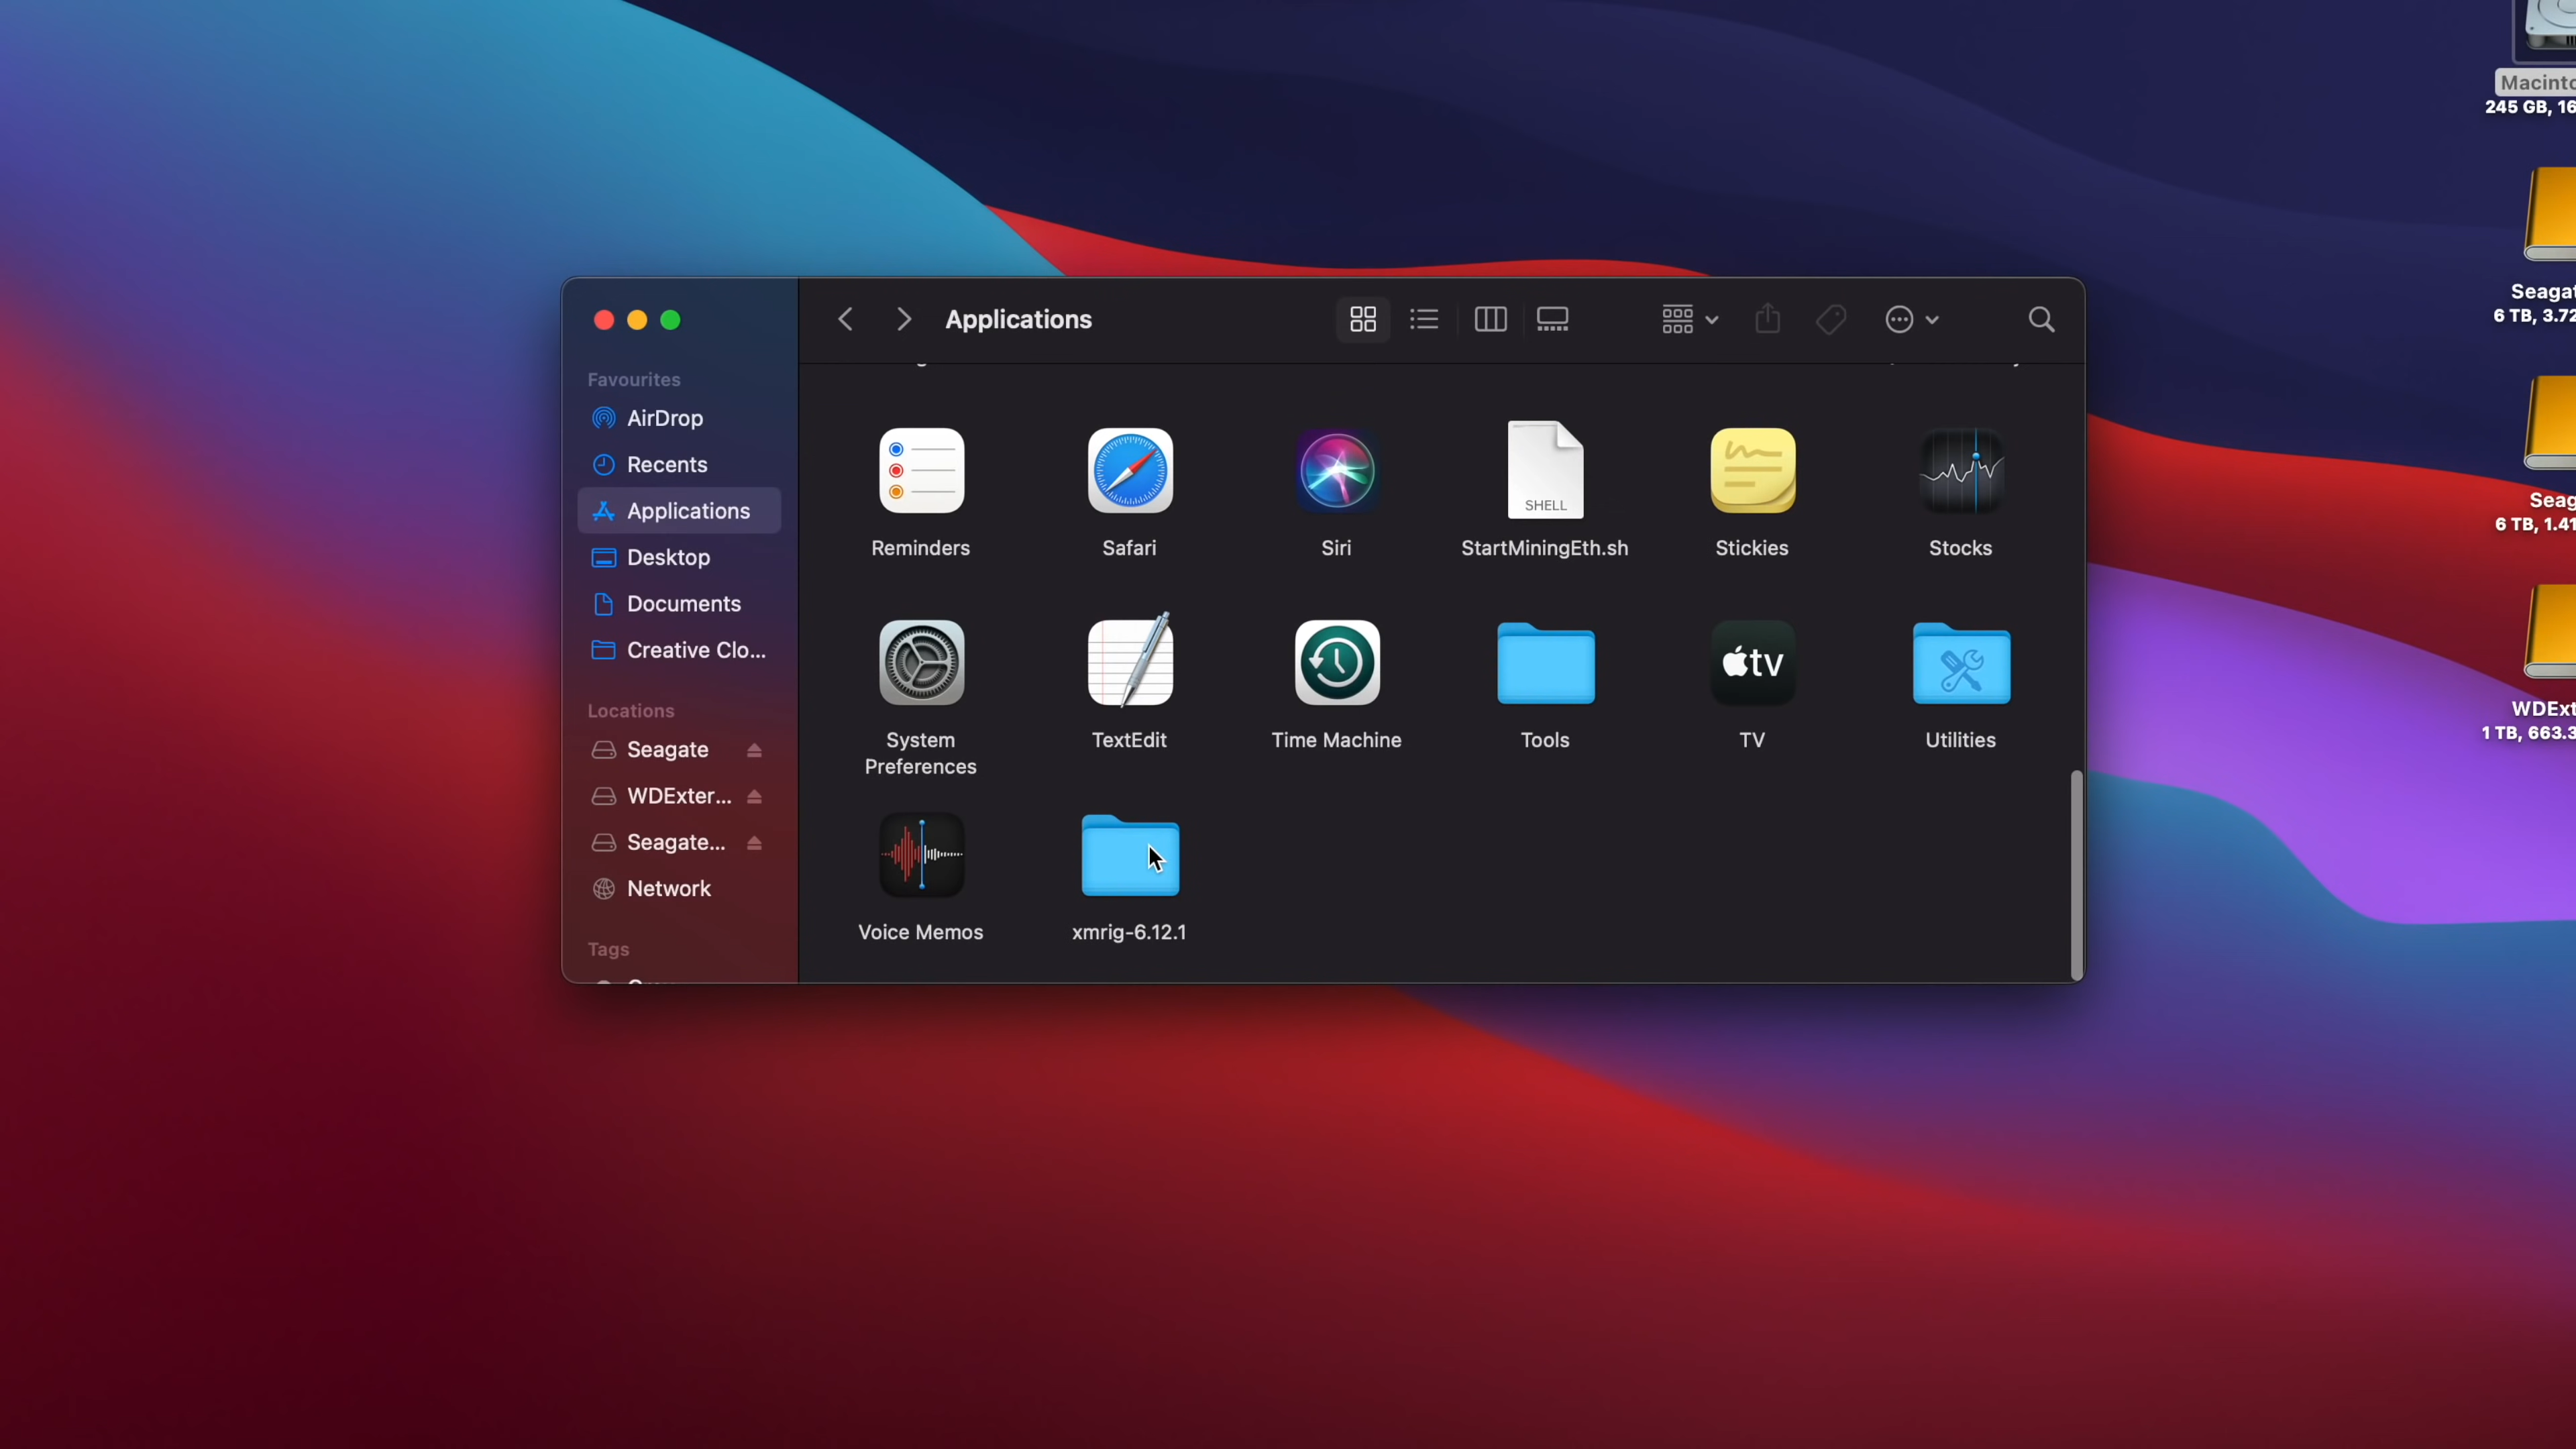 Macinto
245 GB, 16
Seagat
6 TB, 3.72
Seag
6 TB, 1.41
WDExt
1 TB, 663.3
Applications
Favourites
AirDrop
Recents
Applications
Desktop
Documents
Creative Clo...
Locations
Seagate
WDExter...
Seagate...
Network
Tags
SHELL
Reminders
Safari
Siri
StartMiningEth.sh
Stickies
Stocks
tv
System
Preferences
TextEdit
Time Machine
Tools
TV
Utilities
Voice Memos
xmrig-6.12.1